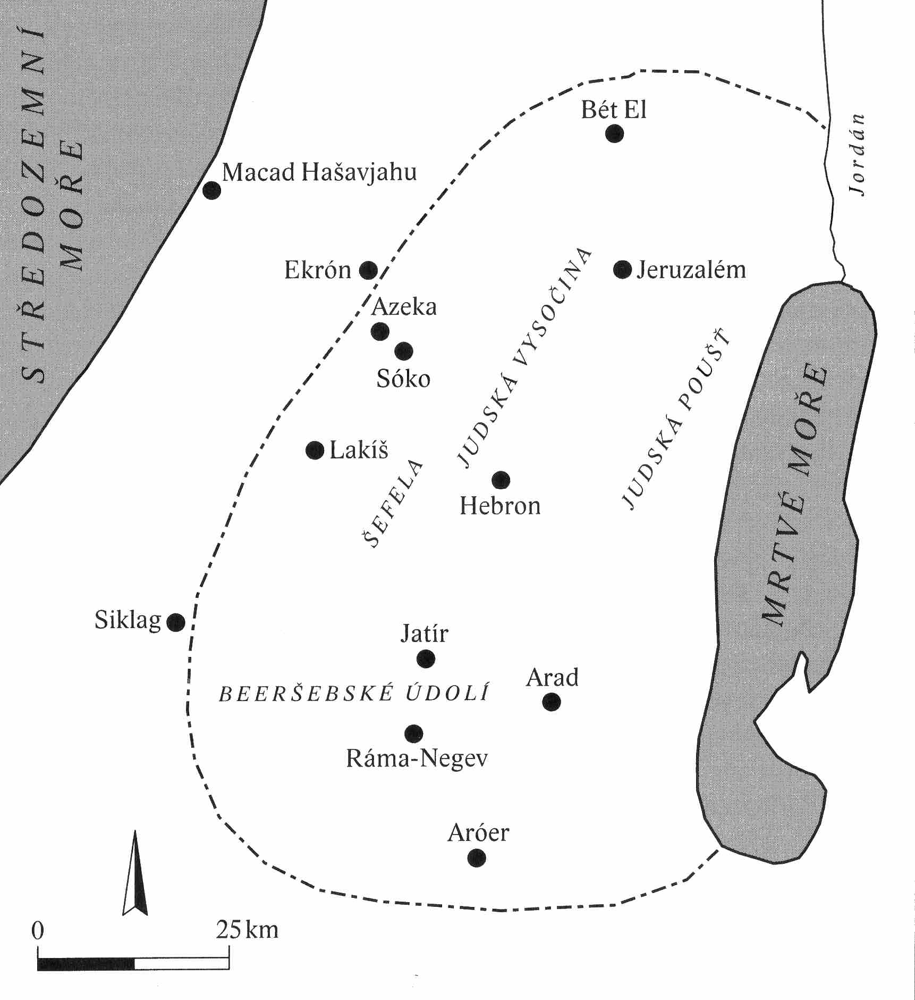 STŘEDOZEMNÍ
MOŘE
Bét El
Jordán
Macad Hašavjahu
Ekrón
Jeruzalém
Azeka
Sóko
JUDSKÁ VYSOČINA
JUDSKÁ POUŠŤ
Lakíš
ŠEFELA
Hebron
MRTVÉ MOŘE
Siklag
Jatír
Arad
BEERŠEBSKÉ ÚDOLÍ
Ráma-Negev
Aróer
0 25 km